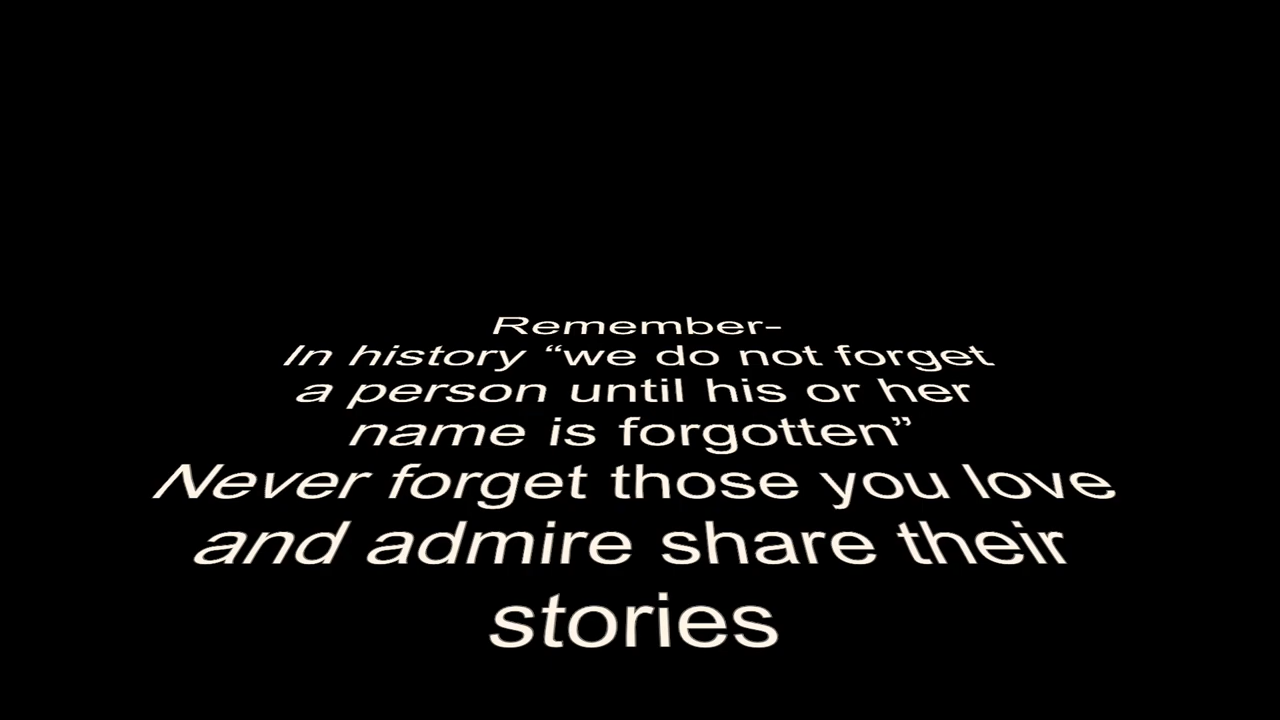 Remember-
In history “we do not forget
a person until his or her
name is forgotten”
Never forget those you love
and admire share their
stories